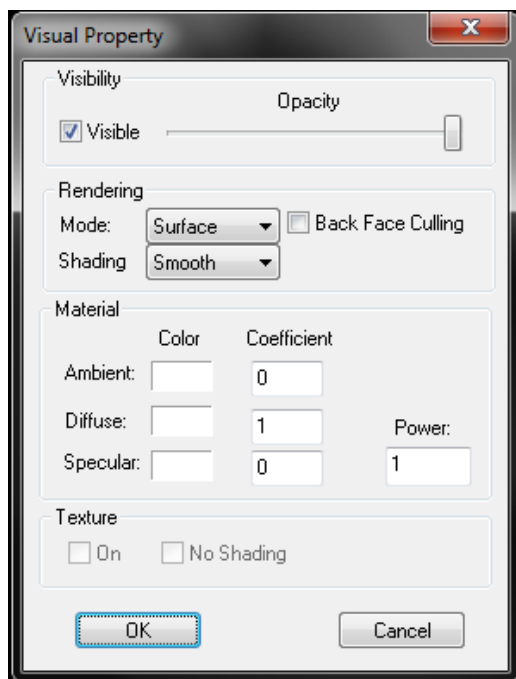 Visual Property
Visibility
Opacity
Visible
Rendering
Mode: Surface Back Face Culling
Shading Smooth
Material
Color Coefficient
Ambient: 0
Diffuse: 1 Power:
Specular: 0 1
Texture
On No Shading
OK Cancel